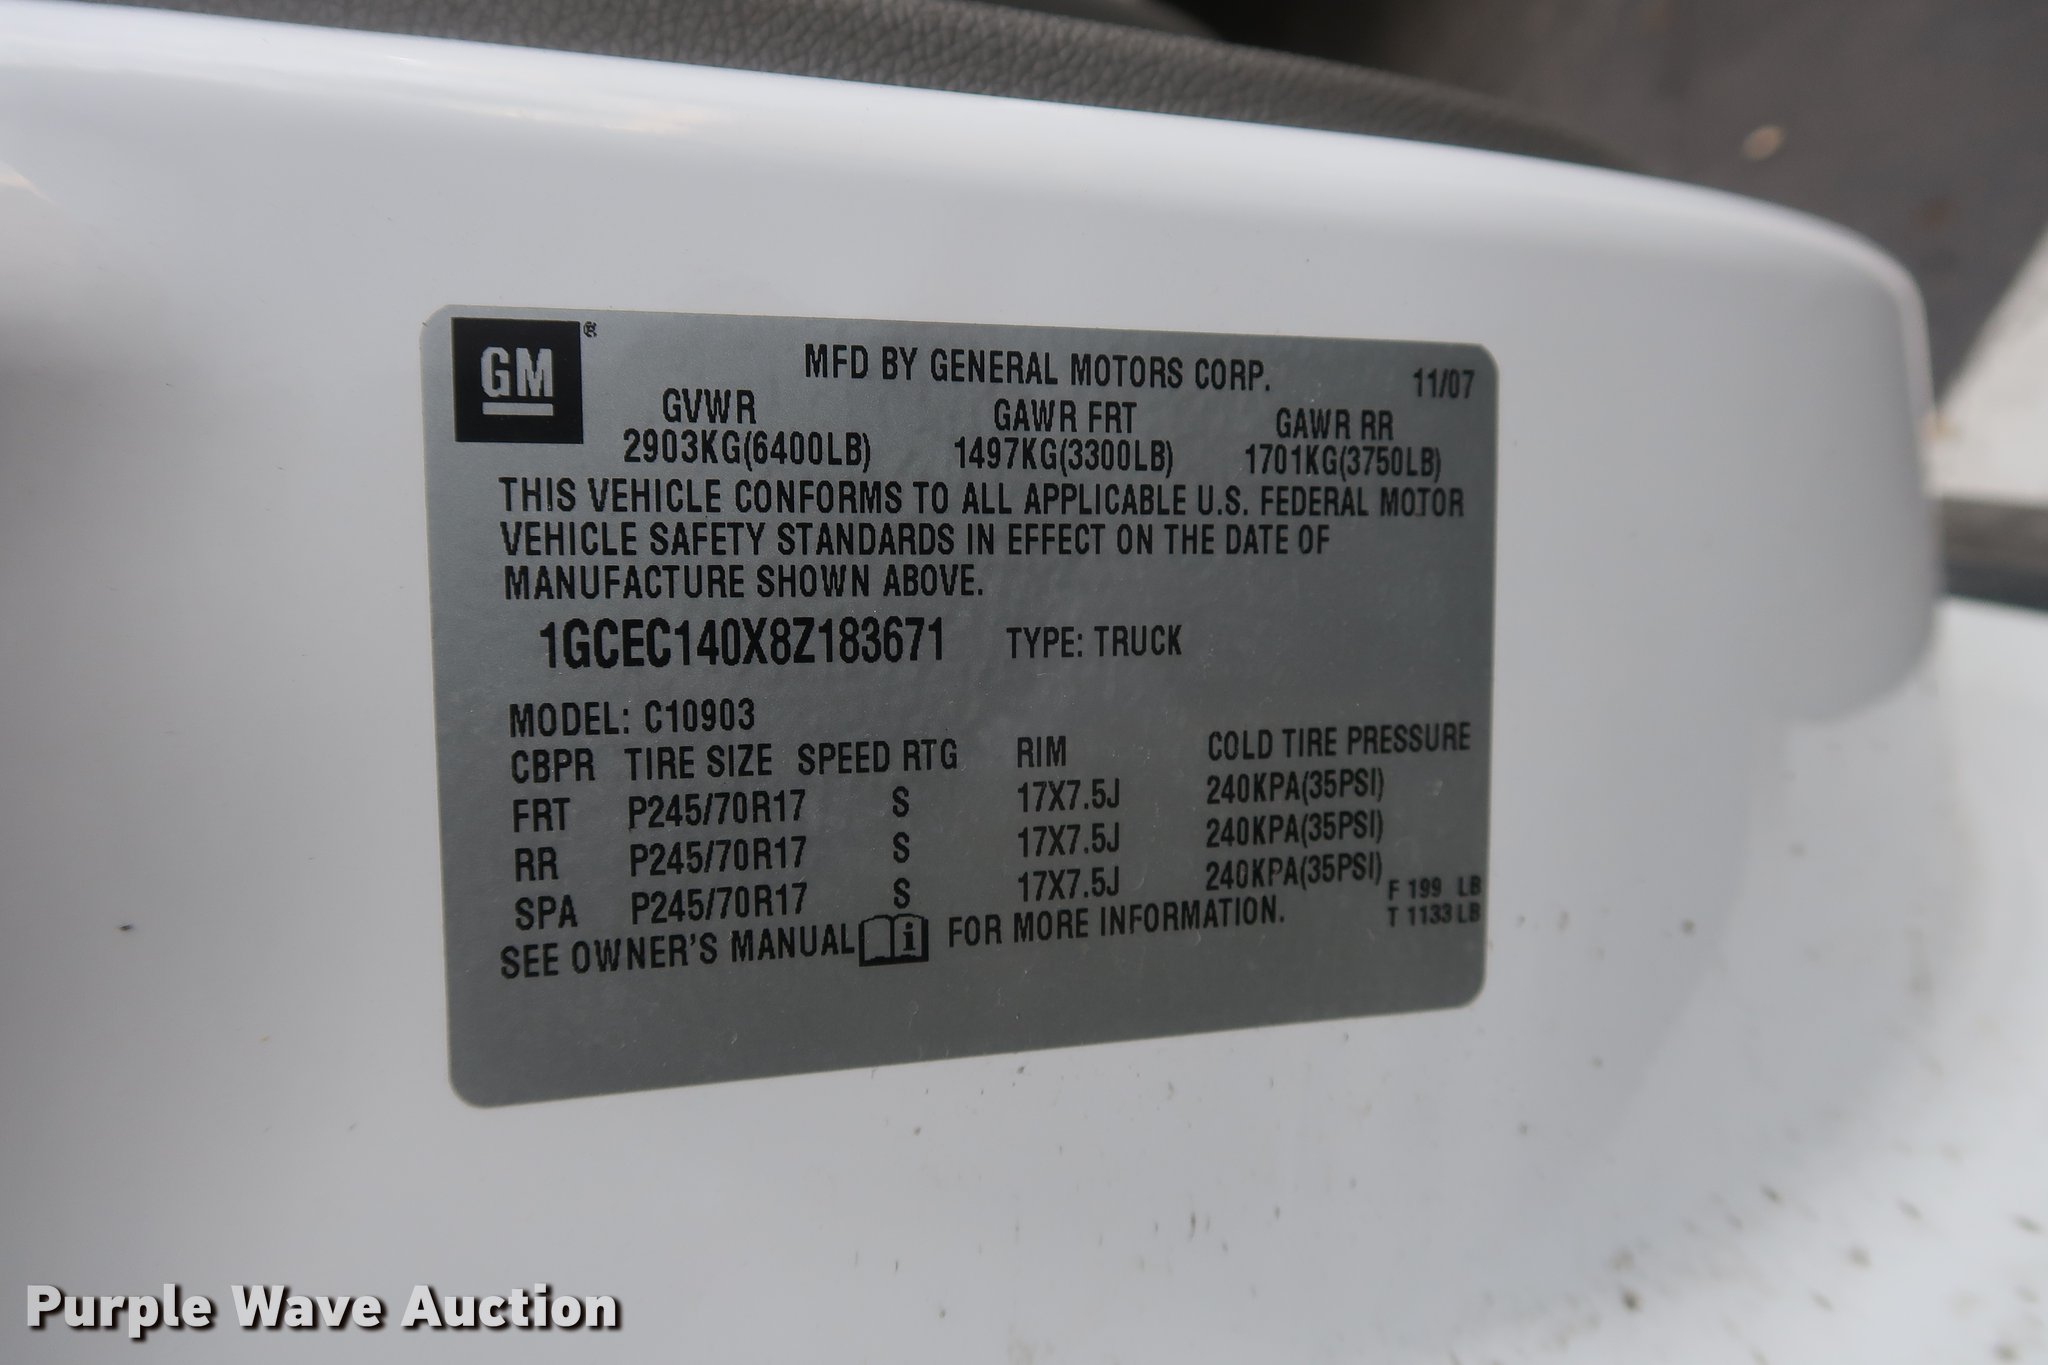 GM ®
MFD BY GENERAL MOTORS CORP. 11/07
GVWR GAWR FRT GAWR RR
2903KG(6400LB) 1497KG(3300LB) 1701KG(3750LB)
THIS VEHICLE CONFORMS TO ALL APPLICABLE U.S. FEDERAL MOTOR
VEHICLE SAFETY STANDARDS IN EFFECT ON THE DATE OF
MANUFACTURE SHOWN ABOVE.
1GCEC140X8Z183671 TYPE: TRUCK
MODEL: C10903
CBPR TIRE SIZE SPEED RTG RIM COLD TIRE PRESSURE
FRT P245/70R17 S 17X7.5J 240KPA(35PSI)
RR P245/70R17 S 17X7.5J 240KPA(35PSI)
SPA P245/70R17 S 17X7.5J 240KPA(35PSI)
F 199 LB
T 1133LB
SEE OWNER'S MANUAL i FOR MORE INFORMATION.
Purple Wave Auction